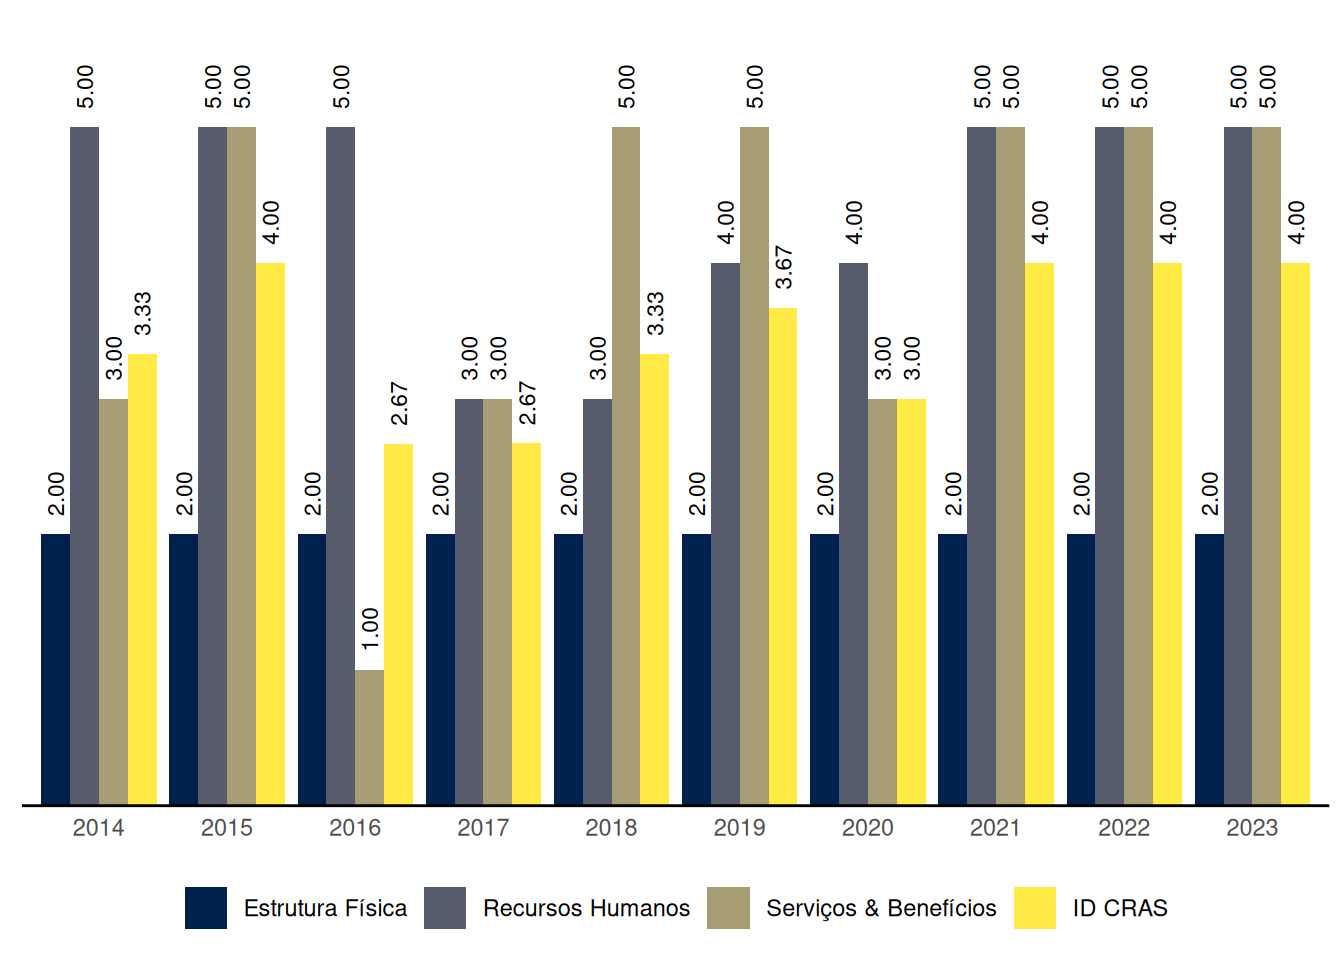 2.00 5.00 3.00 3.33
2.00 5.00 5.00 4.00
2.00 5.00 1.00 2.67
2.00 3.00 3.00 2.67
2.00 3.00 5.00 3.33
2.00 4.00 5.00 3.67
2.00 4.00 3.00 3.00
2.00 5.00 5.00 4.00
2.00 5.00 5.00 4.00
2.00 5.00 5.00 4.00
2014 2015 2016 2017 2018 2019 2020 2021 2022 2023
Estrutura Física Recursos Humanos Serviços & Benefícios ID CRAS